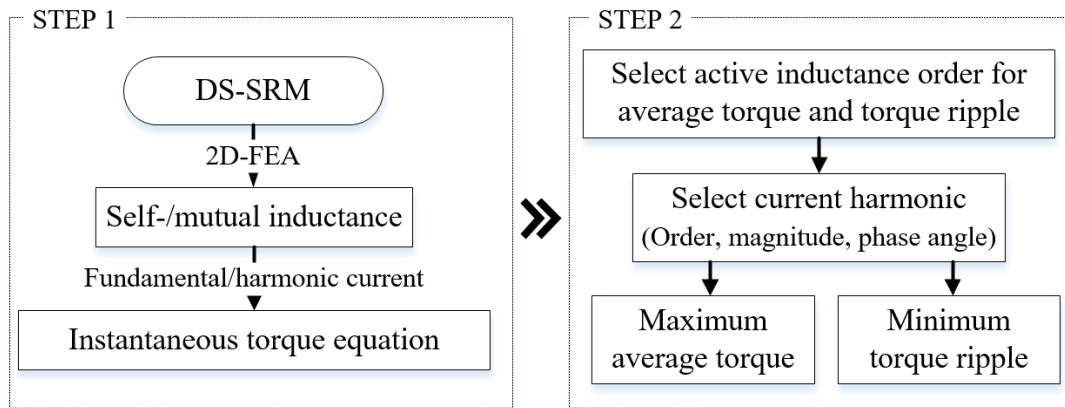 STEP 1
DS-SRM
2D-FEA
Self-/mutual inductance
Fundamental/harmonic current
Instantaneous torque equation
STEP 2
Select active inductance order for
average torque and torque ripple
Select current harmonic
(Order, magnitude, phase angle)
Maximum
average torque
Minimum
torque ripple